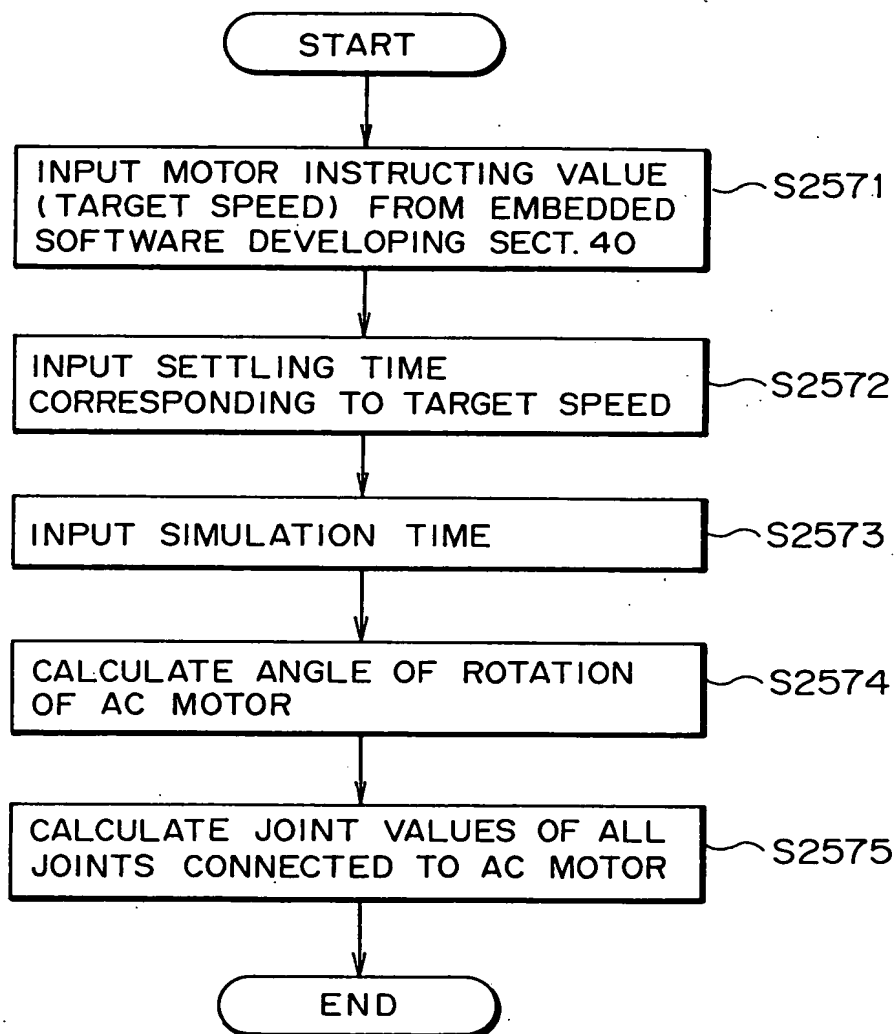 START
INPUT MOTOR INSTRUCTING VALUE
(TARGET SPEED) FROM EMBEDDED
SOFTWARE DEVELOPING SECT. 40
S2571
INPUT SETTLING TIME
CORRESPONDING TO TARGET SPEED
S2572
INPUT SIMULATION TIME
S2573
CALCULATE ANGLE OF ROTATION
OF AC MOTOR
S2574
CALCULATE JOINT VALUES OF ALL
JOINTS CONNECTED TO AC MOTOR
S2575
END